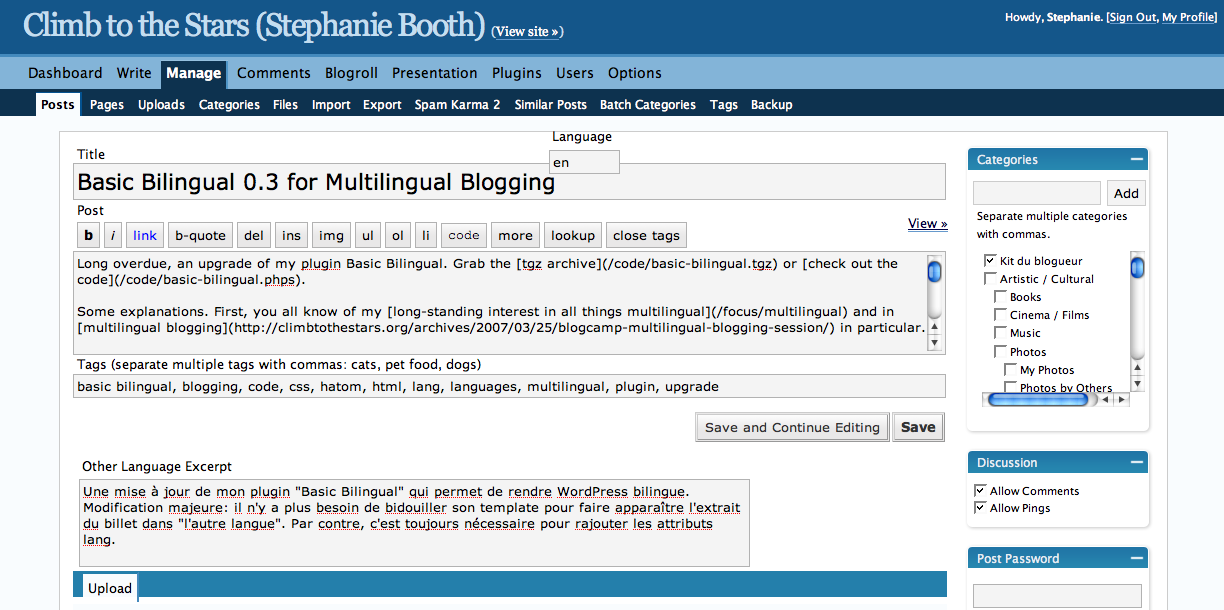 Climb to the Stars (Stephanie Booth) (View site »)
Howdy, Stephanie. [Sign Out, My Profile]
Dashboard Write Manage Comments Blogroll Presentation Plugins Users Options
Posts Pages Uploads Categories Files Import Export Spam Karma 2 Similar Posts Batch Categories Tags Backup
Language
en
Title
Basic Bilingual 0.3 for Multilingual Blogging
Post
View »
b i link b-quote del ins img ul ol li code more lookup close tags
Long overdue, an upgrade of my plugin Basic Bilingual. Grab the [tgz archive](/code/basic-bilingual.tgz) or [check out the
code](/code/basic-bilingual.phps).
Some explanations. First, you all know of my [long-standing interest in all things multilingual](/focus/multilingual) and in
[multilingual blogging](http://climbtothestars.org/archives/2007/03/25/blogcamp-multilingual-blogging-session/) in particular.
Tags (separate multiple tags with commas: cats, pet food, dogs)
basic bilingual, blogging, code, css, hatom, html, lang, languages, multilingual, plugin, upgrade
Save and Continue Editing Save
Other Language Excerpt
Une mise à jour de mon plugin "Basic Bilingual" qui permet de rendre WordPress bilingue.
Modification majeure: il n'y a plus besoin de bidouiller son template pour faire apparaître l'extrait
du billet dans "l'autre langue". Par contre, c'est toujours nécessaire pour rajouter les attributs
lang.
Upload
Categories
Add
Separate multiple categories
with commas.
Kit du blogueur
Artistic / Cultural
Books
Cinema / Films
Music
Photos
My Photos
Photos by Others
Discussion
Allow Comments
Allow Pings
Post Password